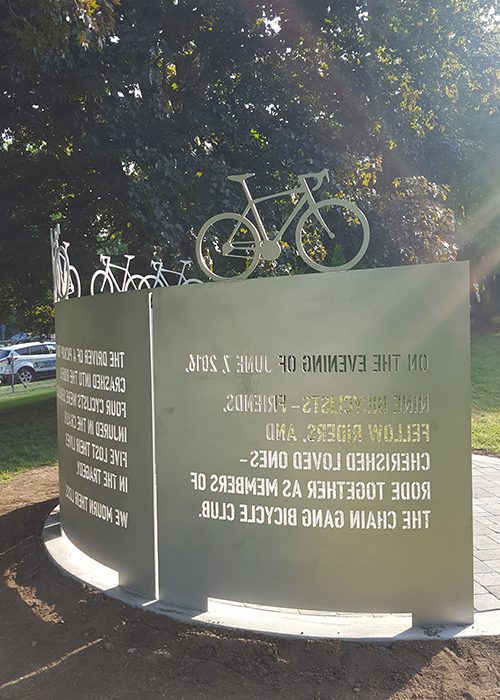 ON THE EVENING OF JUNE 7, 2016,
NINE BICYCLISTS – FRIENDS,
FELLOW RIDERS, AND
CHERISHED LOVED ONES –
RODE TOGETHER AS MEMBERS OF
THE CHAIN GANG BICYCLE CLUB.
THE DRIVER OF A
CRASHED INTO THE
FOUR CYCLISTS WERE
INJURED IN THE CRASH
FIVE LOST THEIR LIVES
IN THE TRAGEDY.
WE MOURN THEIR